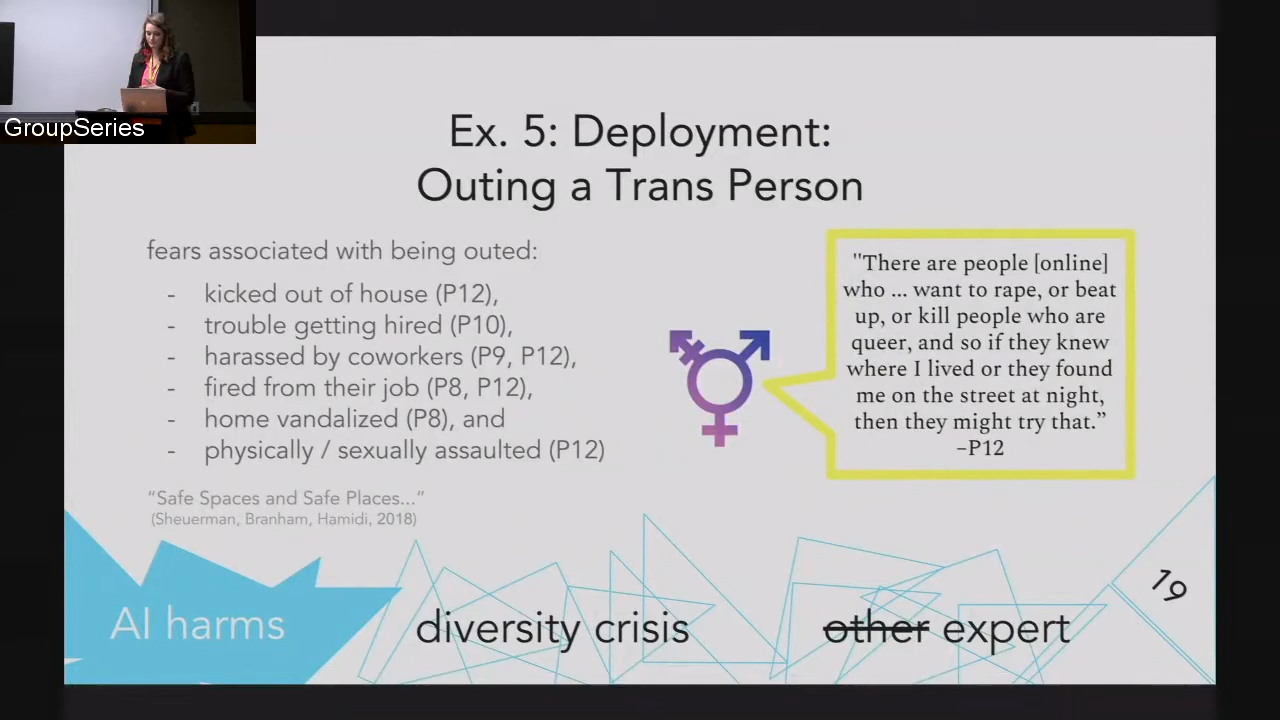 GroupSeries
Ex. 5: Deployment:
Outing a Trans Person
fears associated with being outed:
- kicked out of house (P12),
- trouble getting hired (P10),
- harassed by coworkers (P9, P12),
- fired from their job (P8, P12),
- home vandalized (P8), and
- physically / sexually assaulted (P12)
"There are people [online]
who ... want to rape, or beat
up, or kill people who are
queer, and so if they knew
where I lived or they found
me on the street at night,
then they might try that.”
–P12
“Safe Spaces and Safe Places...”
(Sheuerman, Branham, Hamidi, 2018)
19
AI harms
diversity crisis
other expert